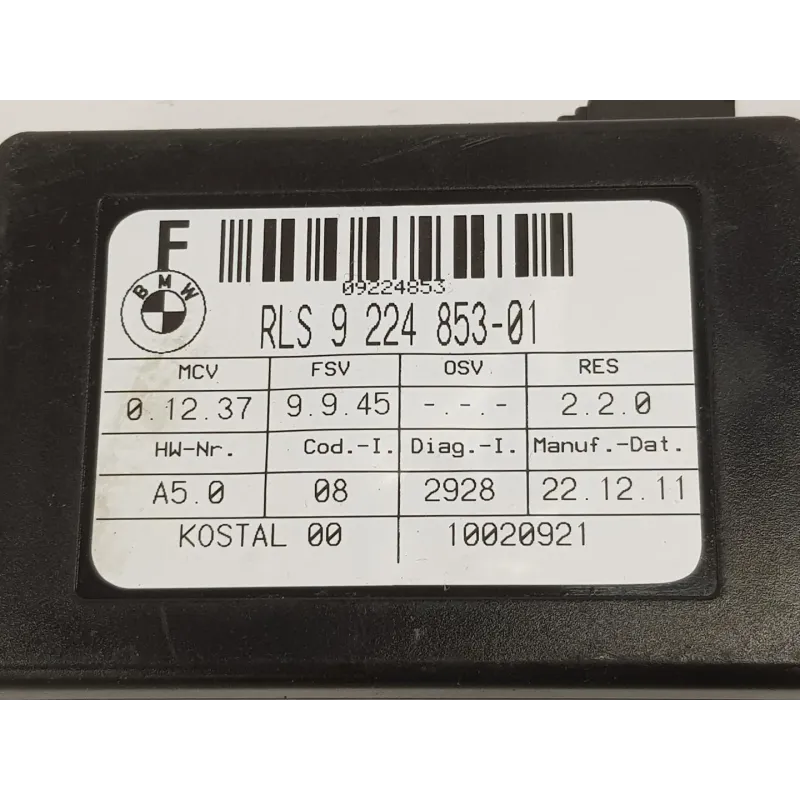 F
BMW
09224853
RLS 9 224 853-01
MCV FSV OSV RES
0.12.37 9.9.45 -.-.- 2.2.0
HW-Nr. Cod.-I. Diag.-I. Manuf.-Dat.
A5.0 08 2928 22.12.11
KOSTAL 00 10020921